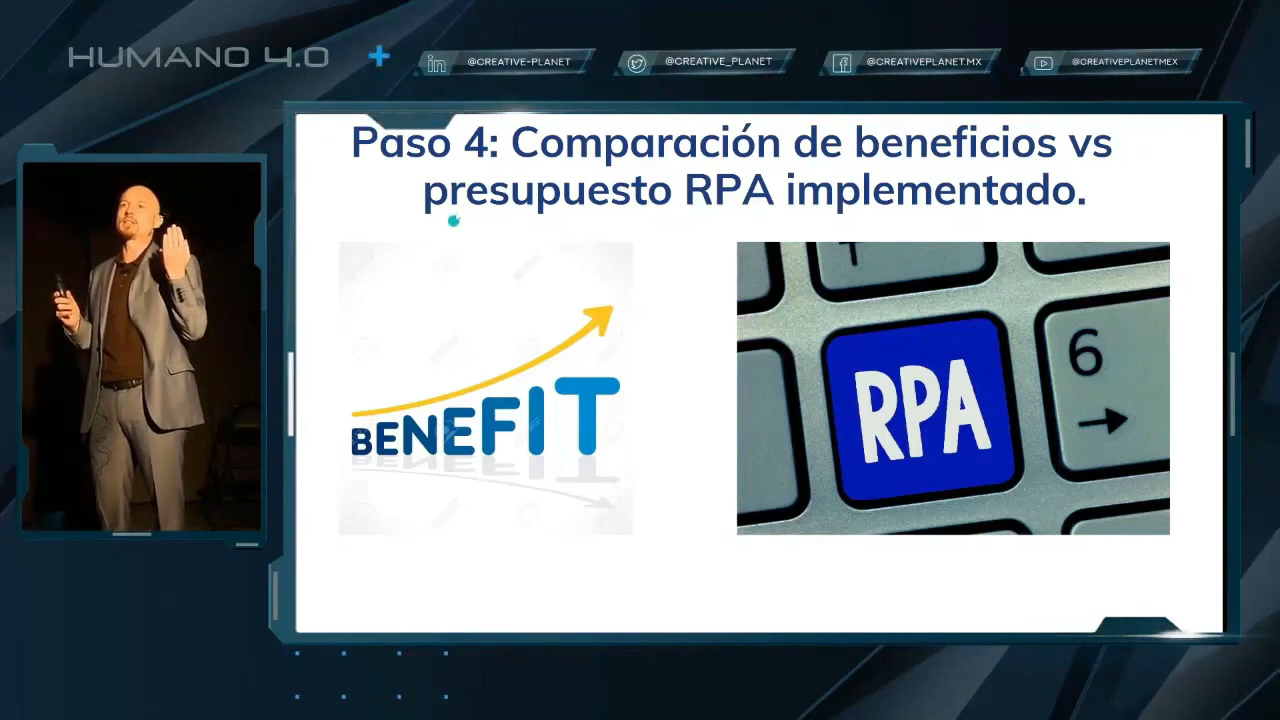 HUMANO 4.0
@CREATIVE-PLANET
@CREATIVE_PLANET
@CREATIVEPLANET.MX
@CREATIVEPLANETMEX
Paso 4: Comparación de beneficios vs
presupuesto RPA implementado.
BENEFIT
RPA
6